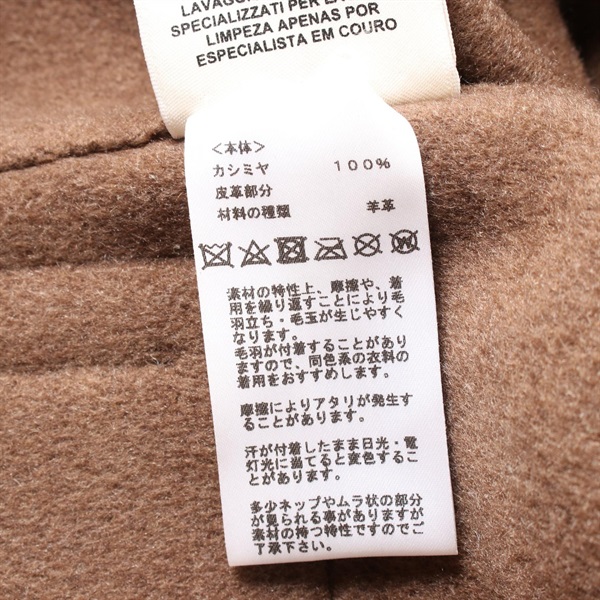 LAVAGGI
SPECIALIZZATI PER LA
LIMPEZA APENAS POR
ESPECIALISTA EM COURO
<本体>
カシミヤ 100%
皮革部分
材料の種類 羊革
素材の特性上、摩擦や、着
用を繰り返すことにより毛
羽立ち・毛玉が生じやすく
なります。
毛羽が付着することがあり
ますので、同色系の衣料の
着用をおすすめします。
摩擦によりアタリが発生す
ることがあります。
汗が付着したまま日光・電
灯光に当てると変色するこ
とがあります。
多少ネップやムラ状の部分
が見られる事がありますが
素材の持つ特性ですのでご
了承下さい。